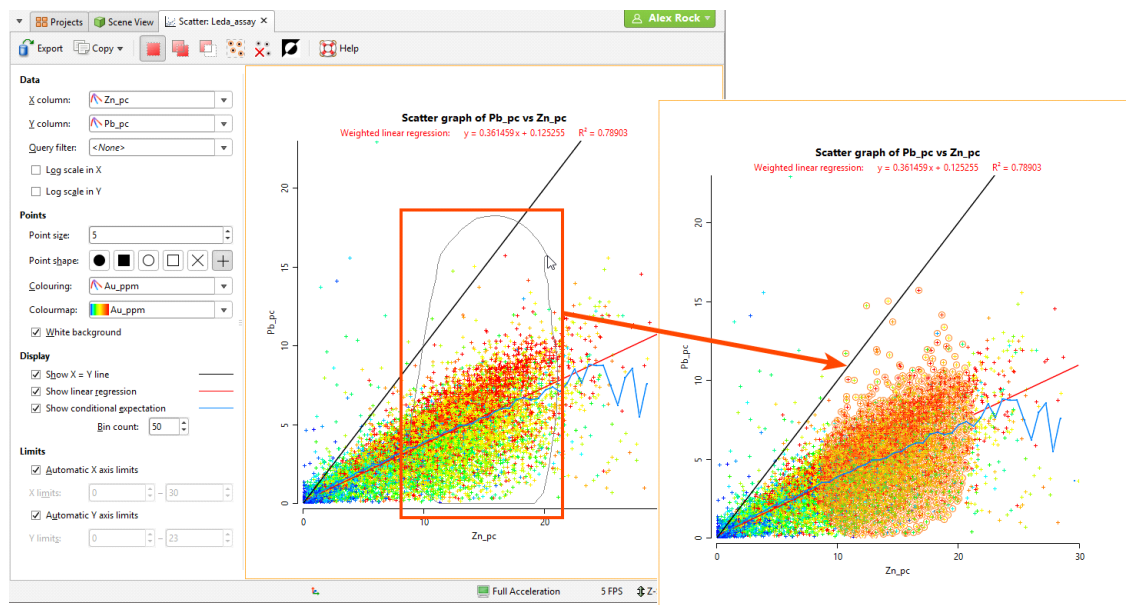 Projects Scene View Scatter: Leda_assay Alex Rock
Export Copy Help
Data
X column: Zn_pc
Y column: Pb_pc
Query filter: <None>
Log scale in X
Log scale in Y
Points
Point size: 5
Point shape:
Colouring: Au_ppm
Colourmap: Au_ppm
White background
Display
Show X = Y line
Show linear regression
Show conditional expectation
Bin count: 50
Limits
Automatic X axis limits
X limits: 0 – 30
Automatic Y axis limits
Y limits: 0 – 23
Scatter graph of Pb_pc vs Zn_pc
Weighted linear regression: y = 0.361459x + 0.125255 R² = 0.78903
20
15
10
5
0
Pb_pc
0 10 20
Zn_pc
Full Acceleration 5 FPS Z-
Scatter graph of Pb_pc vs Zn_pc
Weighted linear regression: y = 0.361459x + 0.125255 R² = 0.78903
20
15
10
5
0
Pb_pc
0 10 20 30
Zn_pc